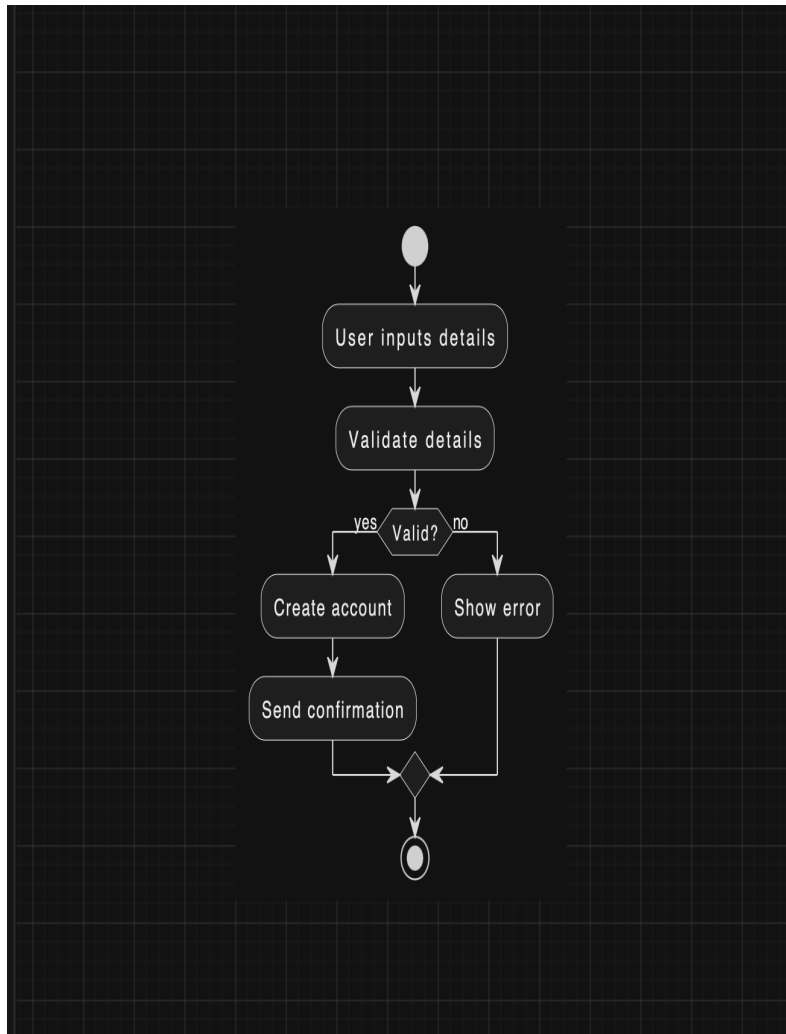 User inputs details
Validate details
yes
Valid?
no
Create account
Show error
Send confirmation